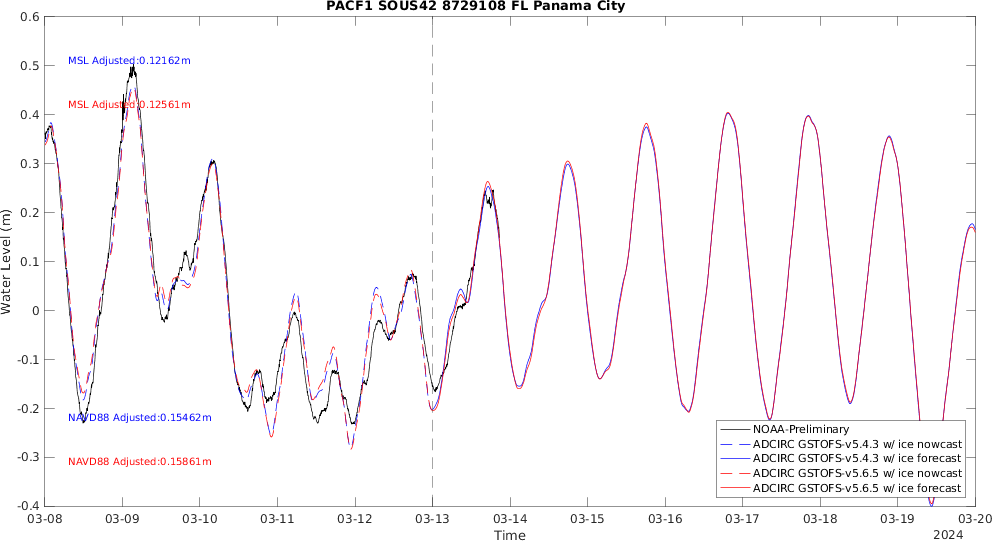 PACF1 SOUS42 8729108 FL Panama City
0.6
0.5
0.4
0.3
0.2
0.1
0
-0.1
-0.2
-0.3
-0.4
Water Level (m)
MSL Adjusted:0.12162m
MSL Adjusted:0.12561m
NAVD88 Adjusted:0.15462m
NAVD88 Adjusted:0.15861m
NOAA-Preliminary
ADCIRC GSTOFS-v5.4.3 w/ ice nowcast
ADCIRC GSTOFS-v5.4.3 w/ ice forecast
ADCIRC GSTOFS-v5.6.5 w/ ice nowcast
ADCIRC GSTOFS-v5.6.5 w/ ice forecast
03-08 03-09 03-10 03-11 03-12 03-13 03-14 03-15 03-16 03-17 03-18 03-19 03-20
Time
2024